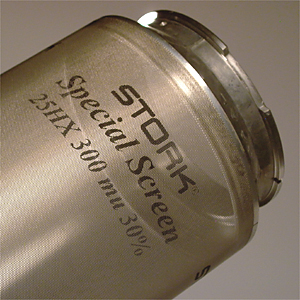 STORK®
Special Screen
25HX 300 mu 30%